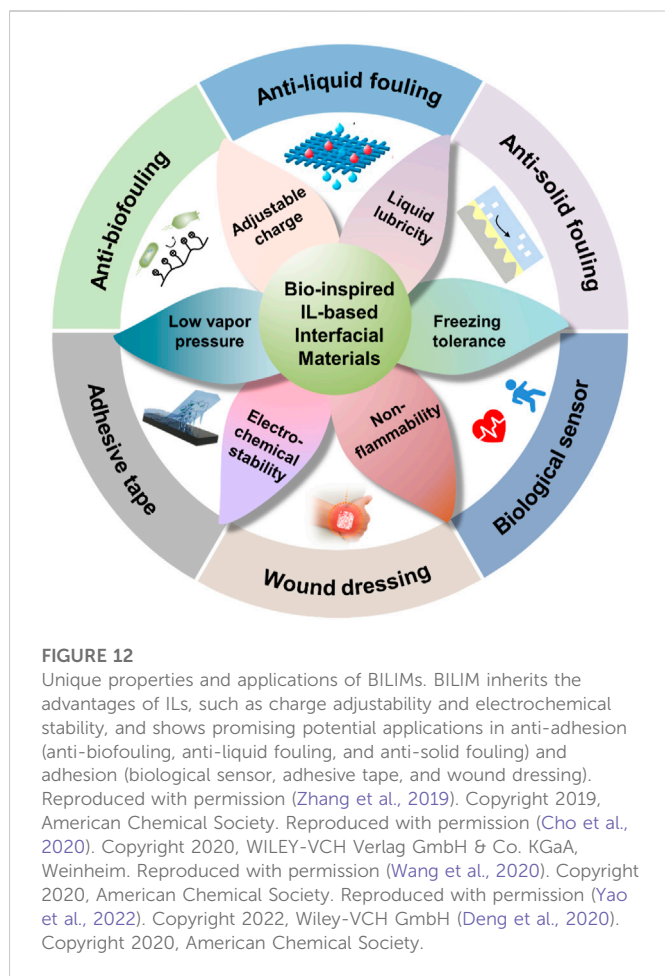 Anti-liquid fouling
Anti-biofouling
Anti-solid fouling
Adjustable
charge
Liquid
lubricity
Bio-inspired
IL-based
Interfacial
Materials
Low vapor
pressure
Freezing
tolerance
Electro-
chemical
stability
Non-
flammability
Adhesive tape
Biological sensor
Wound dressing
FIGURE 12
Unique properties and applications of BILIMs. BILIM inherits the
advantages of ILs, such as charge adjustability and electrochemical
stability, and shows promising potential applications in anti-adhesion
(anti-biofouling, anti-liquid fouling, and anti-solid fouling) and
adhesion (biological sensor, adhesive tape, and wound dressing).
Reproduced with permission (Zhang et al., 2019). Copyright 2019,
American Chemical Society. Reproduced with permission (Cho et al.,
2020). Copyright 2020, WILEY-VCH Verlag GmbH & Co. KGaA,
Weinheim. Reproduced with permission (Wang et al., 2020). Copyright
2020, American Chemical Society. Reproduced with permission (Yao
et al., 2022). Copyright 2022, Wiley-VCH GmbH (Deng et al., 2020).
Copyright 2020, American Chemical Society.